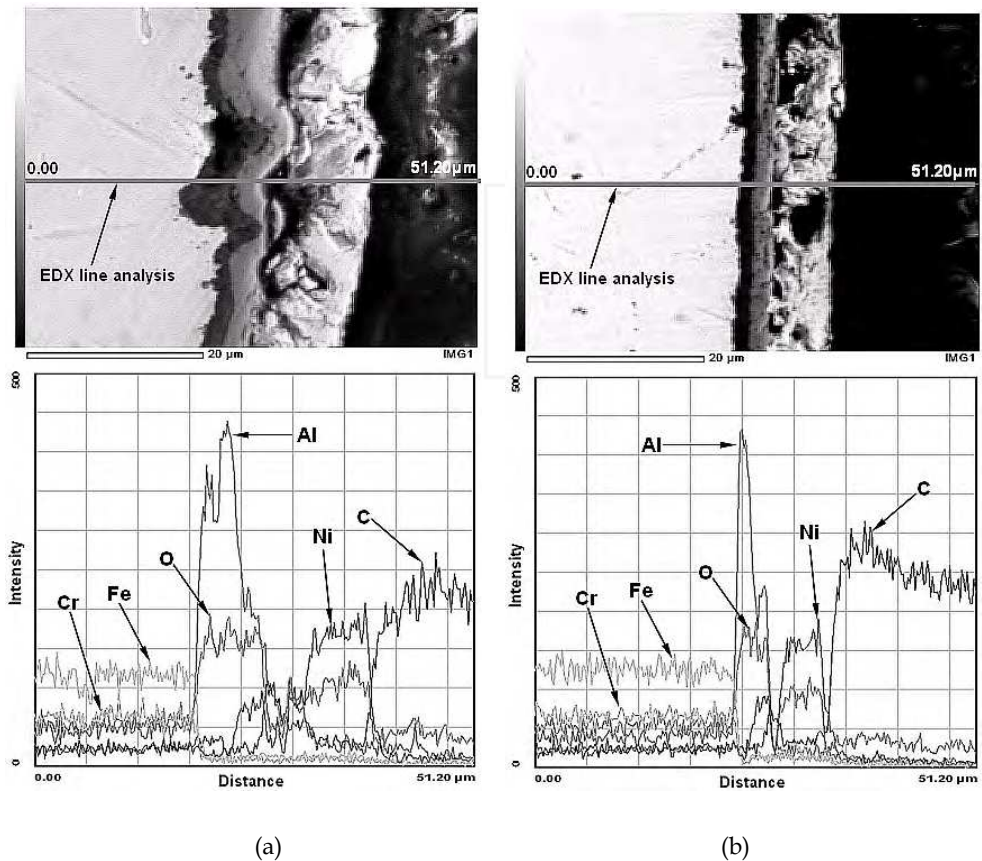 0.00
51.20µm
EDX line analysis
20 µm
IMG1
500
Intensity
0
Al
O
Ni
C
Cr
Fe
0.00
Distance
51.20 µm
(a)
0.00
51.20µm
EDX line analysis
20 µm
IMG1
500
Intensity
0
Al
O
Ni
C
Cr
Fe
0.00
Distance
51.20 µm
(b)